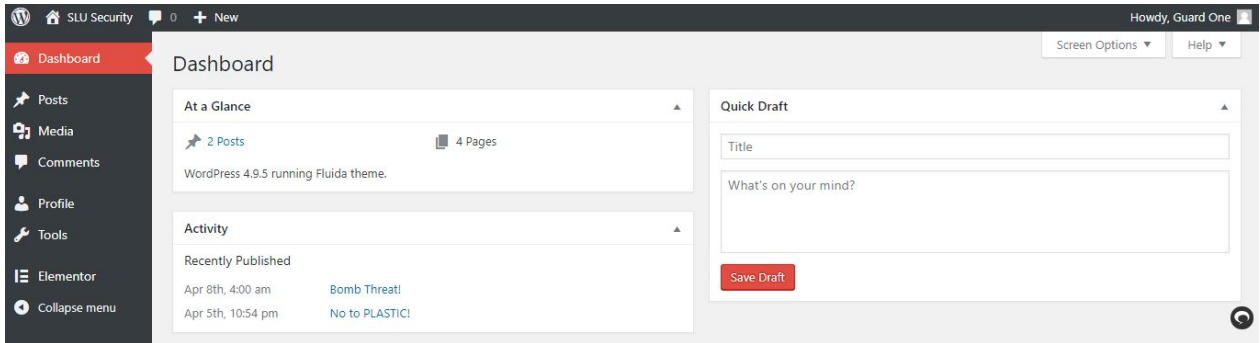 SLU Security 0 + New Howdy, Guard One
Screen Options ▼ Help ▼
Dashboard
Posts
Media
Comments
Profile
Tools
Elementor
Collapse menu
Dashboard
At a Glance
2 Posts 4 Pages
WordPress 4.9.5 running Fluida theme.
Activity
Recently Published
Apr 8th, 4:00 am Bomb Threat!
Apr 5th, 10:54 pm No to PLASTIC!
Quick Draft
Title
What's on your mind?
Save Draft